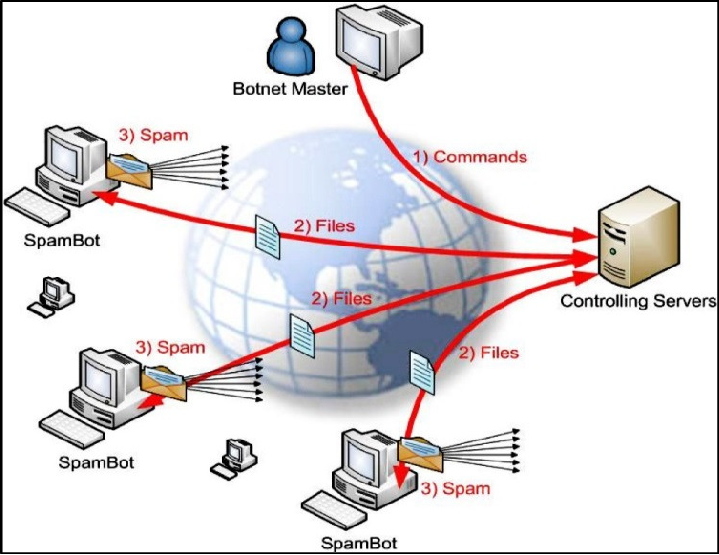 Botnet Master
3) Spam
1) Commands
2) Files
SpamBot
Controlling Servers
2) Files
3) Spam
2) Files
SpamBot
3) Spam
SpamBot